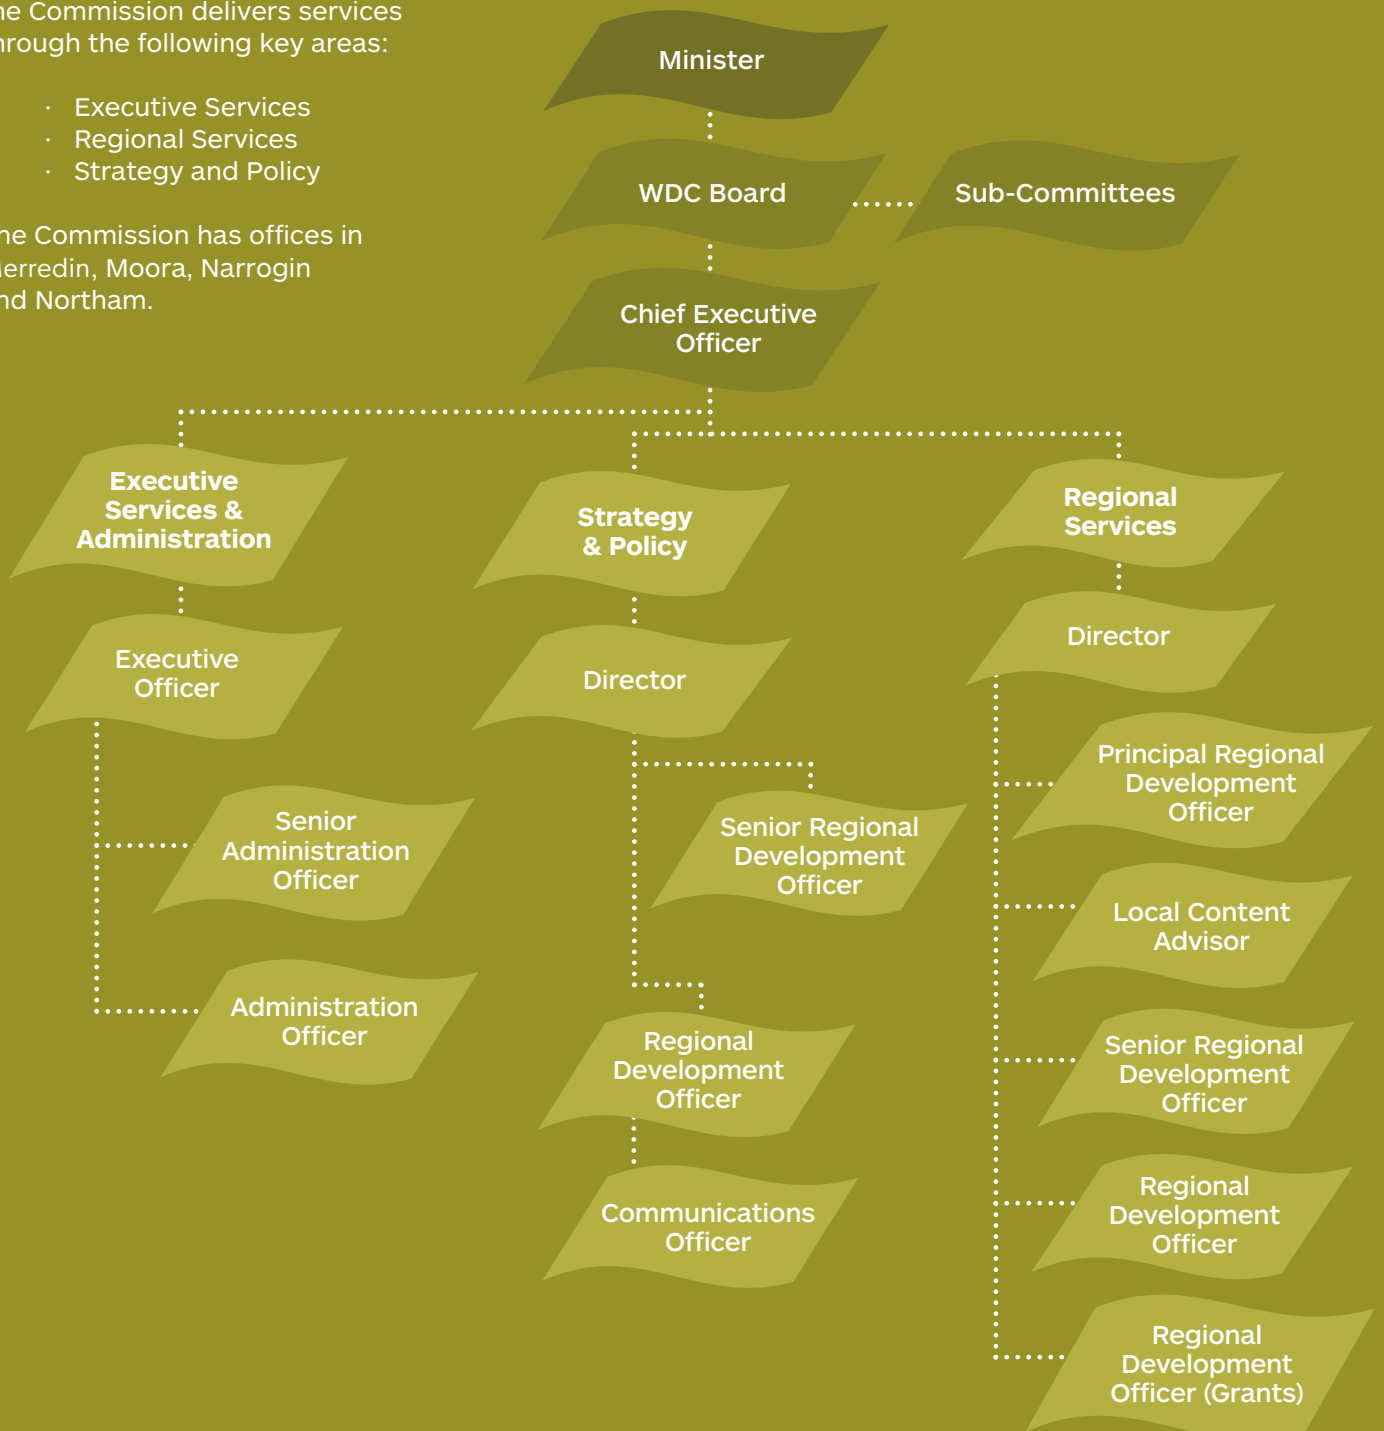 he Commission delivers services
hrough the following key areas:
· Executive Services
· Regional Services
· Strategy and Policy
he Commission has offices in
erredin, Moora, Narrogin
nd Northam.
Minister
WDC Board
Sub-Committees
Chief Executive
Officer
Executive
Services &
Administration
Executive
Officer
Senior
Administration
Officer
Administration
Officer
Strategy
& Policy
Director
Senior Regional
Development
Officer
Regional
Development
Officer
Communications
Officer
Regional
Services
Director
Principal Regional
Development
Officer
Local Content
Advisor
Senior Regional
Development
Officer
Regional
Development
Officer
Regional
Development
Officer (Grants)